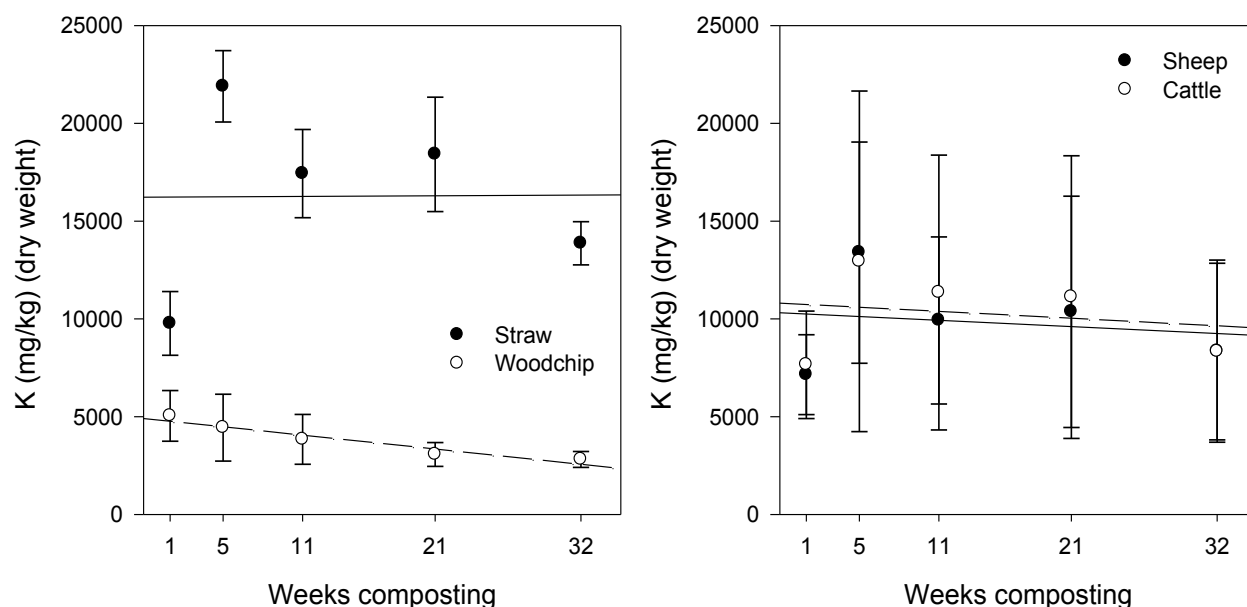 25000
20000
15000
10000
5000
0
K (mg/kg) (dry weight)
Straw
Woodchip
1 5 11 21 32
Weeks composting
25000
20000
15000
10000
5000
0
K (mg/kg) (dry weight)
Sheep
Cattle
1 5 11 21 32
Weeks composting